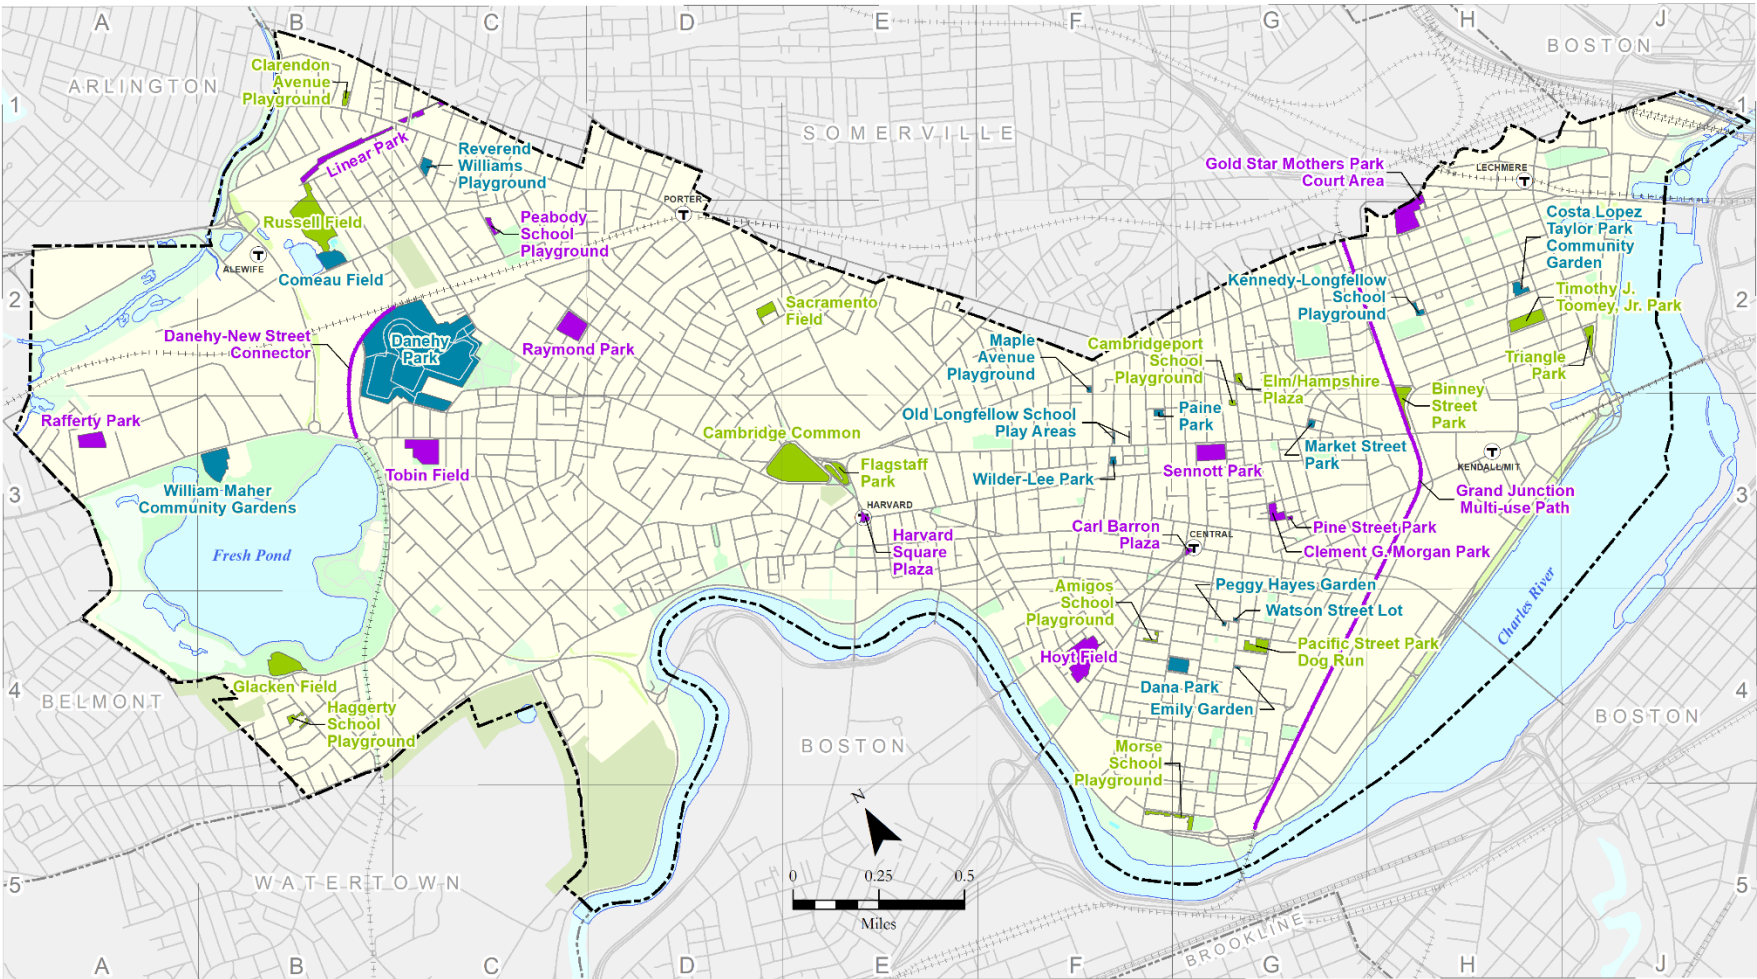 A B C D E F G H J
BOSTON
ARLINGTON
Clarendon
Avenue
Playground
1
1
SOMERVILLE
Linear Park
Reverend
Williams
Playground
Gold Star Mothers Park
Court Area
LECHMERE
T
PORTER
T
Russell Field
Peabody
School
Playground
Costa Lopez
Taylor Park
Community
Garden
T
ALEWIFE
Comeau Field
Kennedy-Longfellow
School
Playground
2
2
Timothy J.
Toomey, Jr. Park
Sacramento
Field
Danehy-New Street
Connector
Danehy
Park
Raymond Park
Maple
Avenue
Playground
Cambridgeport
School
Playground
Triangle
Park
Elm/Hampshire
Plaza
Binney
Street
Park
Rafferty Park
Old Longfellow School
Play Areas
Paine
Park
Cambridge Common
Market Street
Park
T
KENDALL/MIT
Tobin Field
Flagstaff
Park
Sennott Park
Wilder-Lee Park
William Maher
Community Gardens
3
3
Grand Junction
Multi-use Path
HARVARD
Carl Barron
Plaza
CENTRAL
T
Pine Street Park
Clement G. Morgan Park
Harvard
Square
Plaza
Fresh Pond
Amigos
School
Playground
Peggy Hayes Garden
Watson Street Lot
Charles River
Hoyt Field
Pacific Street Park
Dog Run
Glacken Field
Dana Park
Emily Garden
4
4
BELMONT
Haggerty
School
Playground
BOSTON
BOSTON
Morse
School
Playground
N
WATERTOWN
0 0.25 0.5
Miles
5
5
BROOKLINE
A B C D E F G H J